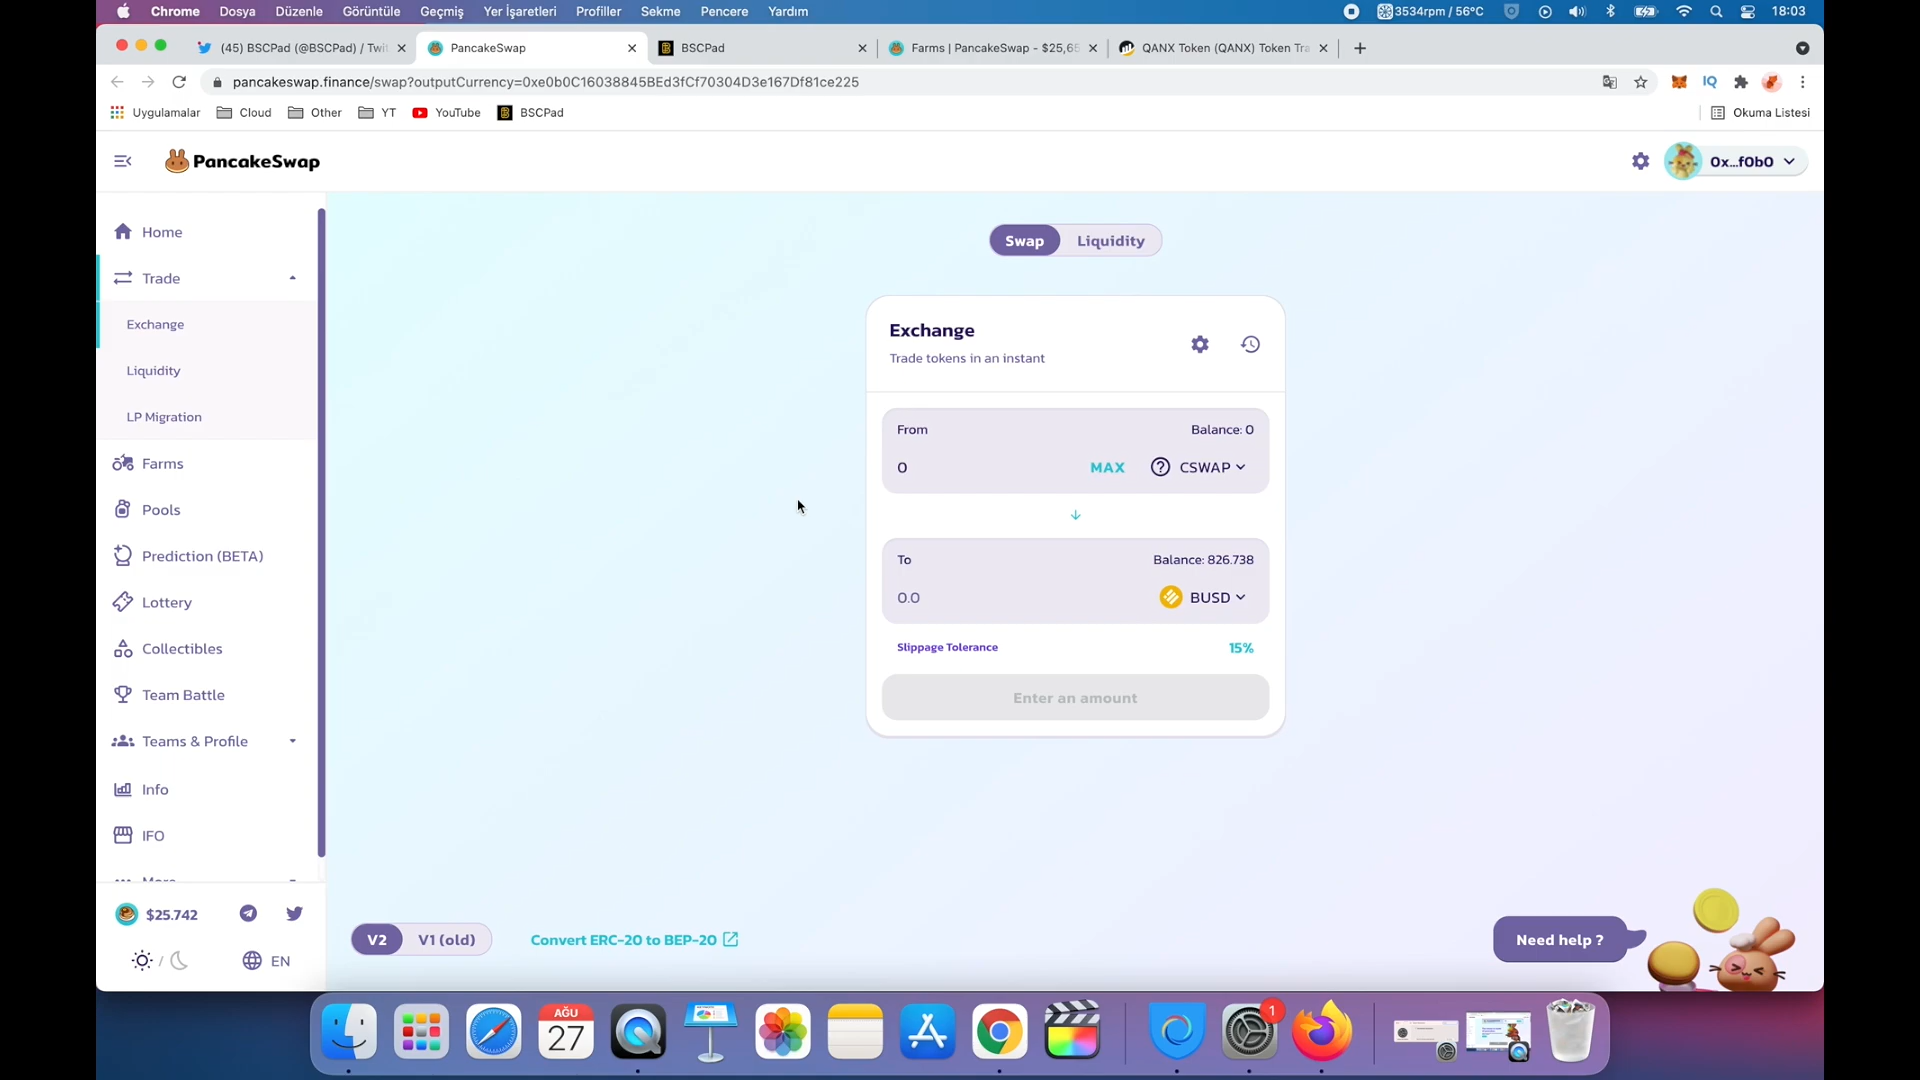 Chrome Dosya Düzenle Görüntüle Geçmiş Yer İşaretleri Profiller Sekme Pencere Yardım 3534rpm / 56°C 18:03
(45) BSCPad (@BSCPad) / Twi
PancakeSwap
BSCPad
Farms | PancakeSwap - $25,65
QANX Token (QANX) Token Tra
pancakeswap.finance/swap?outputCurrency=0xe0b0C16038845BEd3fCf70304D3e167Df81ce225
Uygulamalar Cloud Other YT YouTube BSCPad Okuma Listesi
PancakeSwap
0x...f0b0
Home
Trade
Exchange
Liquidity
LP Migration
Farms
Pools
Prediction (BETA)
Lottery
Collectibles
Team Battle
Teams & Profile
Info
IFO
More
$25.742
EN
Swap Liquidity
Exchange
Trade tokens in an instant
From Balance: 0
0 MAX CSWAP
To Balance: 826.738
0.0 BUSD
Slippage Tolerance 15%
Enter an amount
V2 V1 (old) Convert ERC-20 to BEP-20
Need help ?
AĞU
27
1